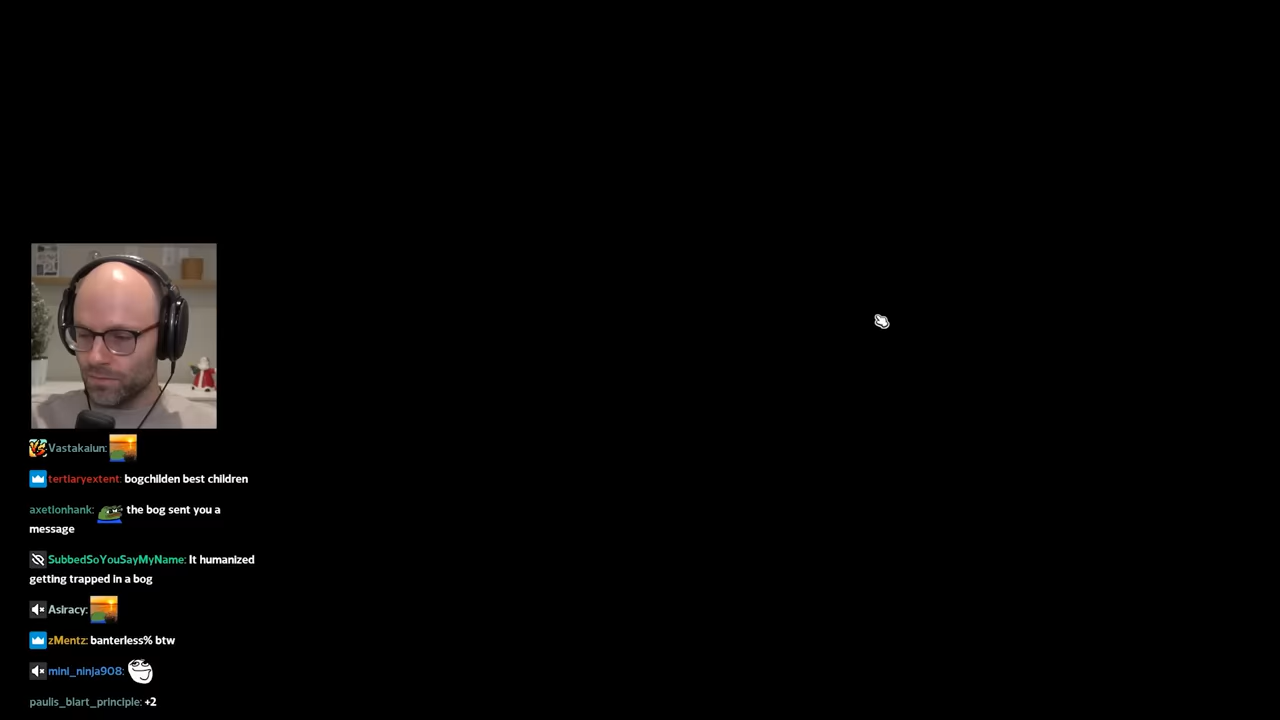 Vastakalun:
tertiaryextent: bogchilden best children
axetionhank: the bog sent you a
message
SubbedSoYouSayMyName: It humanized
getting trapped in a bog
Asiracy:
zMentz: banterless% btw
mini_ninja908:
paulis_blart_principle: +2